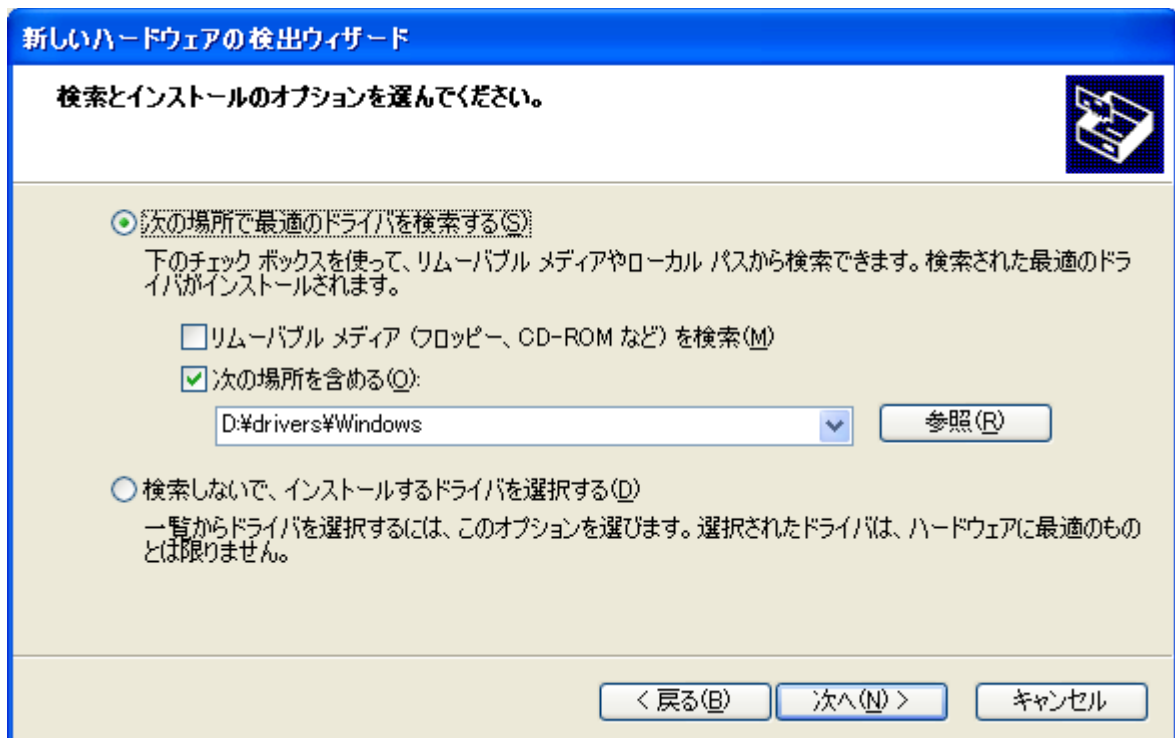 新しいハードウェアの検出ウィザード
検索とインストールのオプションを選んでください。
次の場所で最適のドライバを検索する(S)
下のチェック ボックスを使って、リムーバブル メディアやローカル パスから検索できます。検索された最適のドラ
イバがインストールされます。
リムーバブル メディア (フロッピー、CD-ROM など) を検索(M)
次の場所を含める(O):
D:¥drivers¥Windows
参照(R)
検索しないで、インストールするドライバを選択する(D)
一覧からドライバを選択するには、このオプションを選びます。選択されたドライバは、ハードウェアに最適のもの
とは限りません。
< 戻る(B)
次へ(N) >
キャンセル